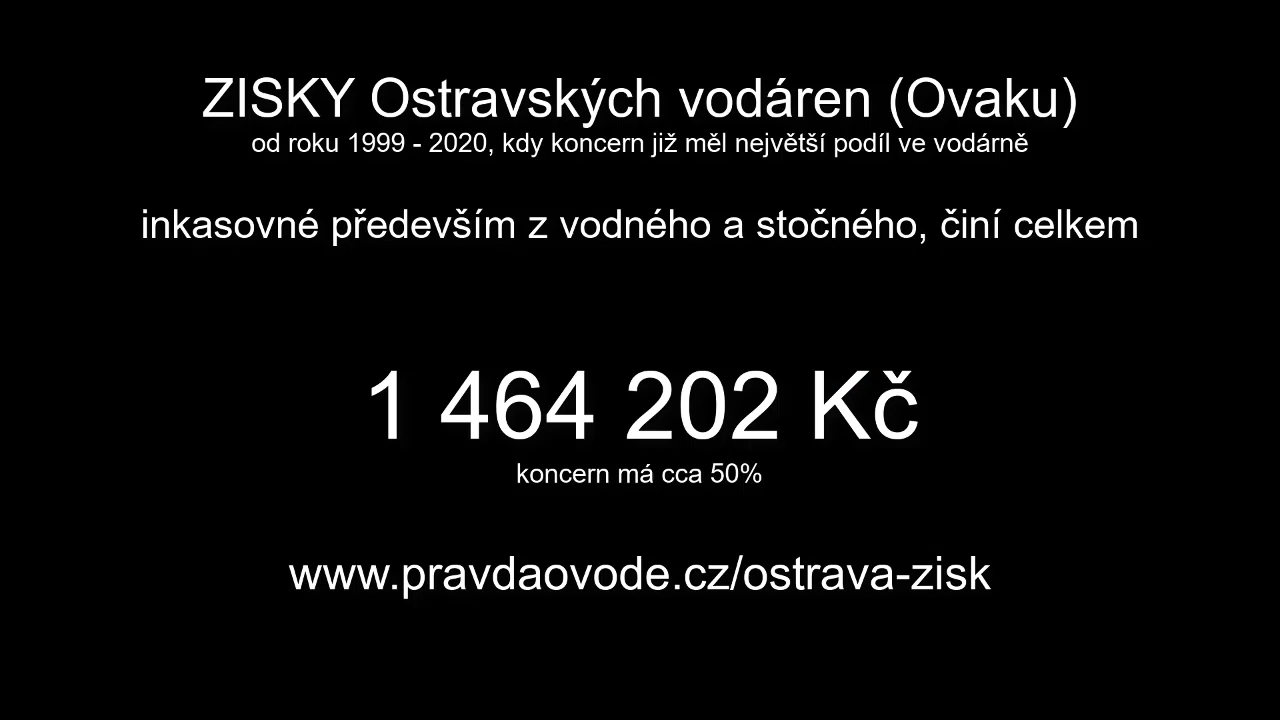 ZISKY Ostravských vodáren (Ovaku)
od roku 1999 - 2020, kdy koncern již měl největší podíl ve vodárně
inkasovné především z vodného a stočného, činí celkem
1 464 202 Kč
koncern má cca 50%
www.pravdaovode.cz/ostrava-zisk